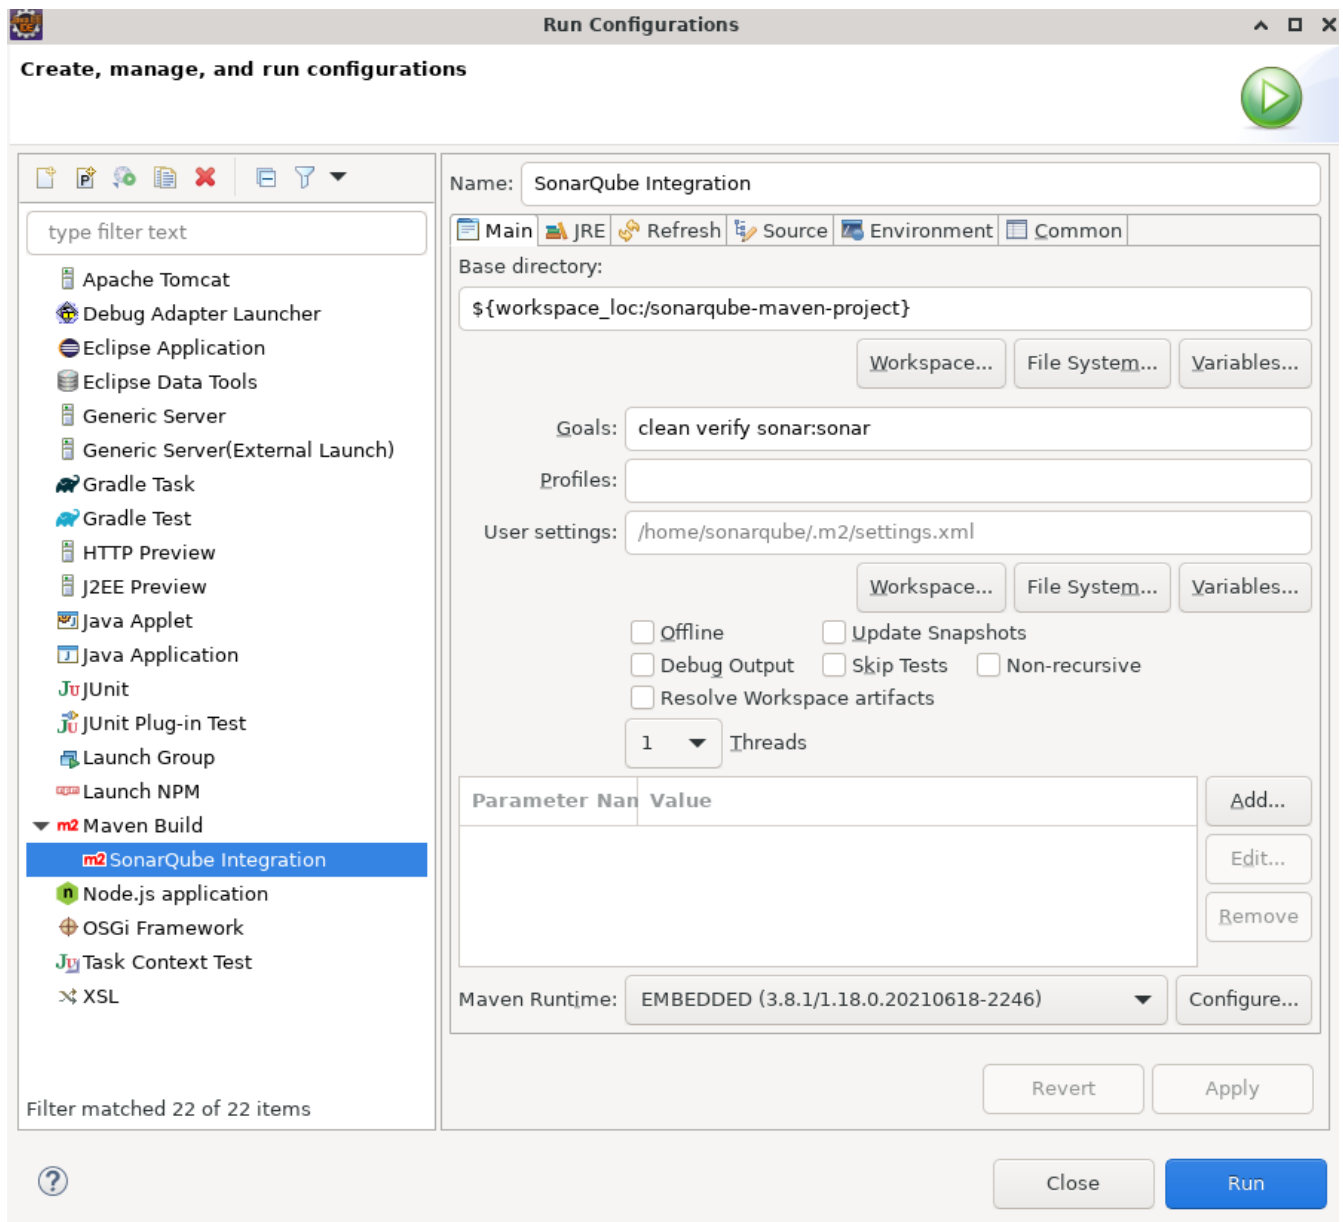 Run Configurations
Create, manage, and run configurations
type filter text
Apache Tomcat
Debug Adapter Launcher
Eclipse Application
Eclipse Data Tools
Generic Server
Generic Server(External Launch)
Gradle Task
Gradle Test
HTTP Preview
J2EE Preview
Java Applet
Java Application
JUnit
JUnit Plug-in Test
Launch Group
Launch NPM
m2 Maven Build
m2 SonarQube Integration
Node.js application
OSGi Framework
Task Context Test
XSL
Filter matched 22 of 22 items
Name: SonarQube Integration
Main JRE Refresh Source Environment Common
Base directory:
${workspace_loc:/sonarqube-maven-project}
Workspace... File System... Variables...
Goals: clean verify sonar:sonar
Profiles:
User settings: /home/sonarqube/.m2/settings.xml
Workspace... File System... Variables...
Offline Update Snapshots
Debug Output Skip Tests Non-recursive
Resolve Workspace artifacts
1 Threads
Parameter Nan Value
Add...
Edit...
Remove
Maven Runtime: EMBEDDED (3.8.1/1.18.0.20210618-2246) Configure...
Revert Apply
Close Run